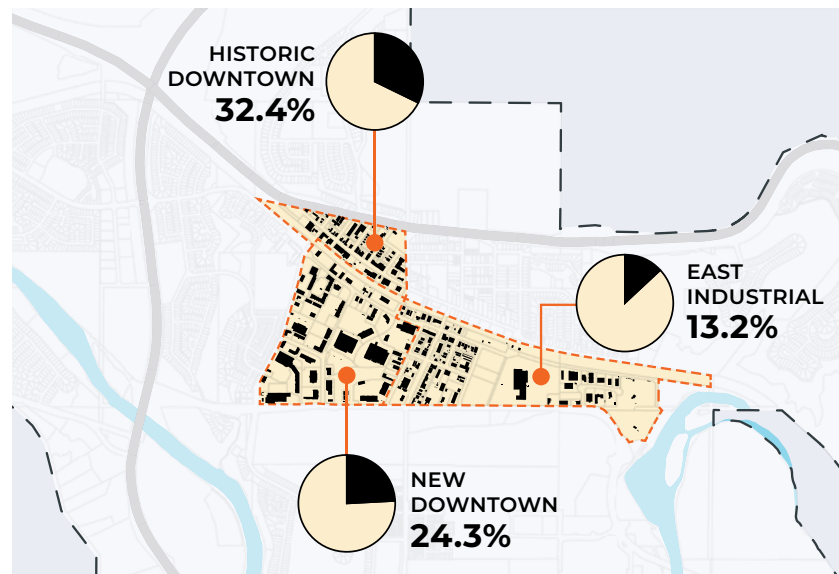 HISTORIC
DOWNTOWN
32.4%
EAST
INDUSTRIAL
13.2%
NEW
DOWNTOWN
24.3%